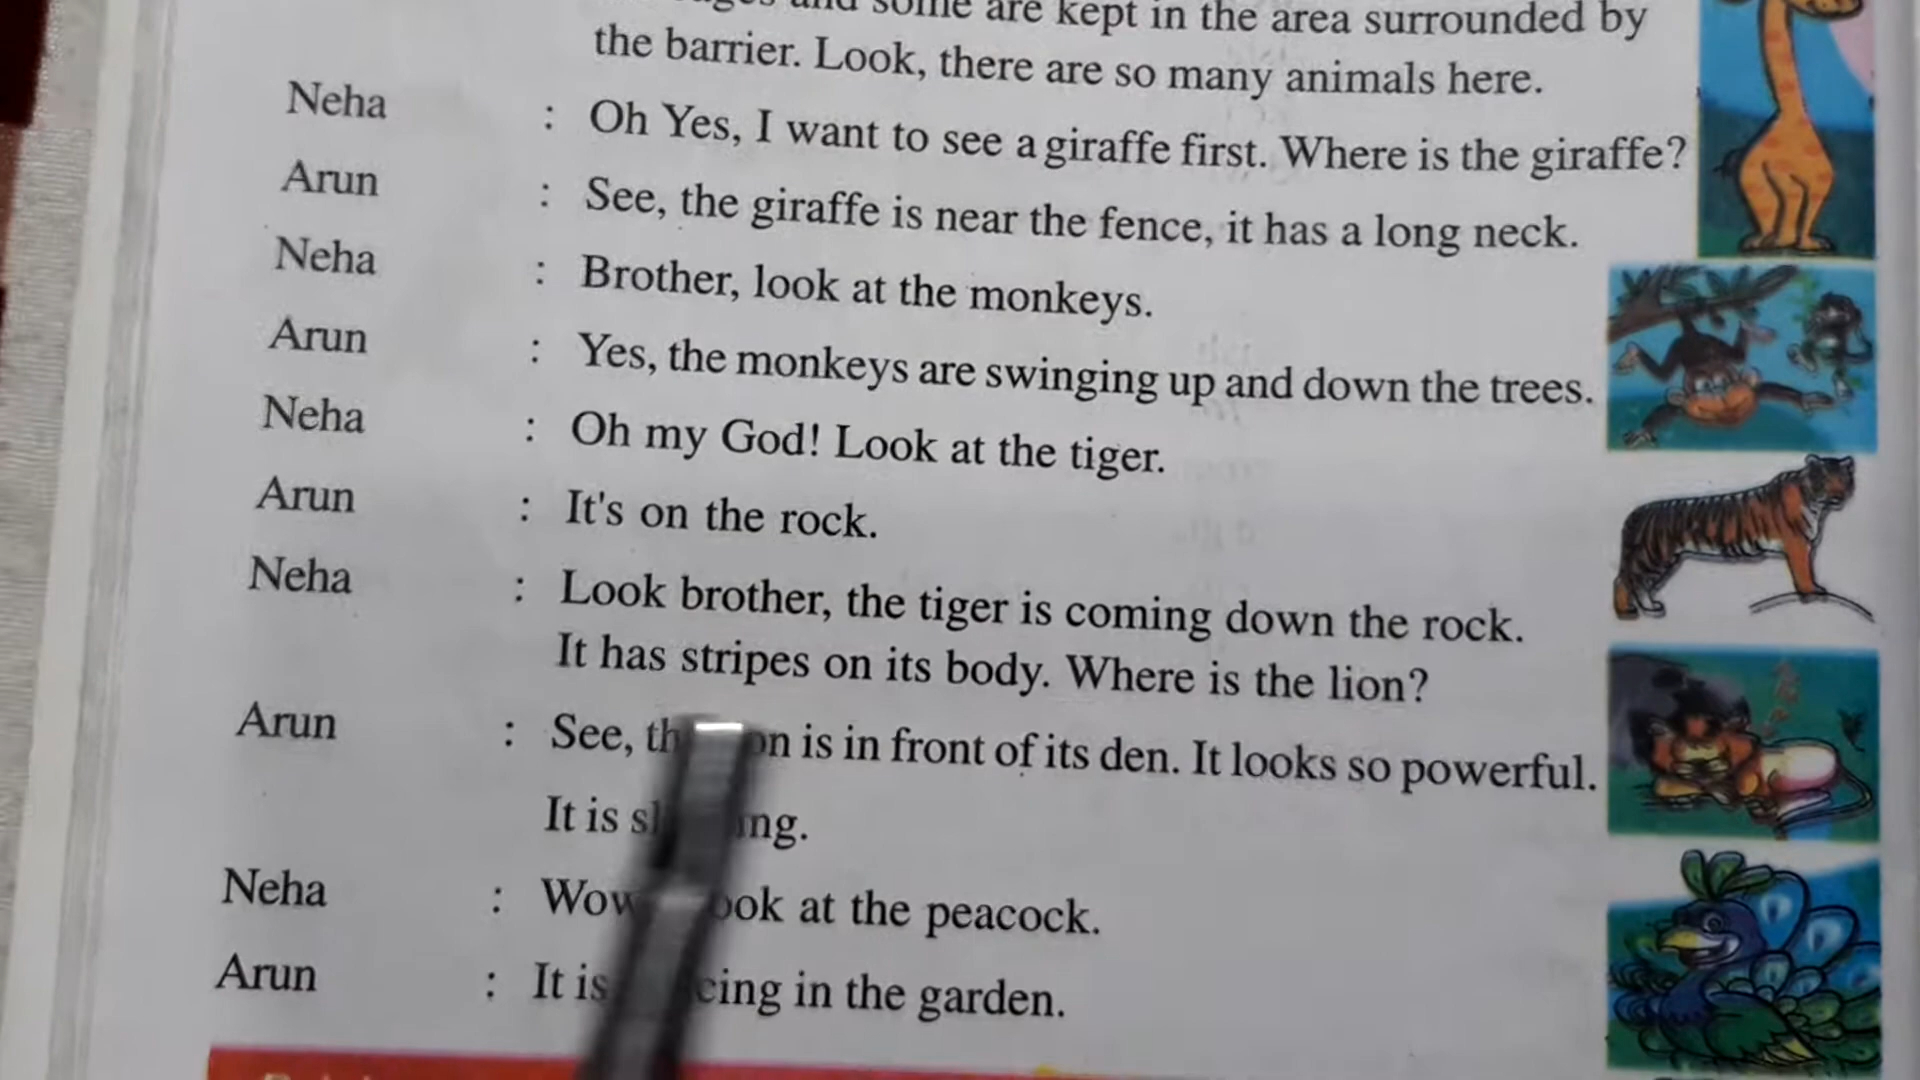 and some are kept in the area surrounded by
the barrier. Look, there are so many animals here.
Neha : Oh Yes, I want to see a giraffe first. Where is the giraffe?
Arun : See, the giraffe is near the fence, it has a long neck.
Neha : Brother, look at the monkeys.
Arun : Yes, the monkeys are swinging up and down the trees.
Neha : Oh my God! Look at the tiger.
Arun : It's on the rock.
Neha : Look brother, the tiger is coming down the rock.
It has stripes on its body. Where is the lion?
Arun : See, is in front of its den. It looks so powerful.
It is
Neha : at the peacock.
Arun : It is in the garden.